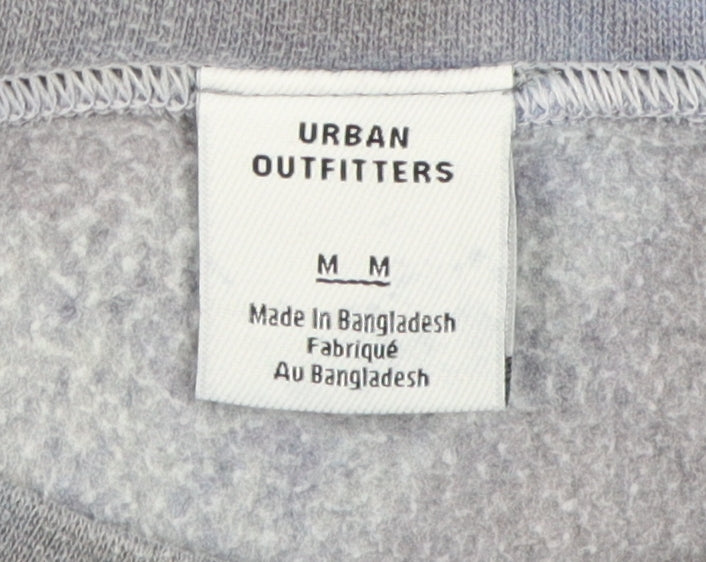 URBAN
OUTFITTERS
M M
Made In Bangladesh
Fabriqué
Au Bangladesh